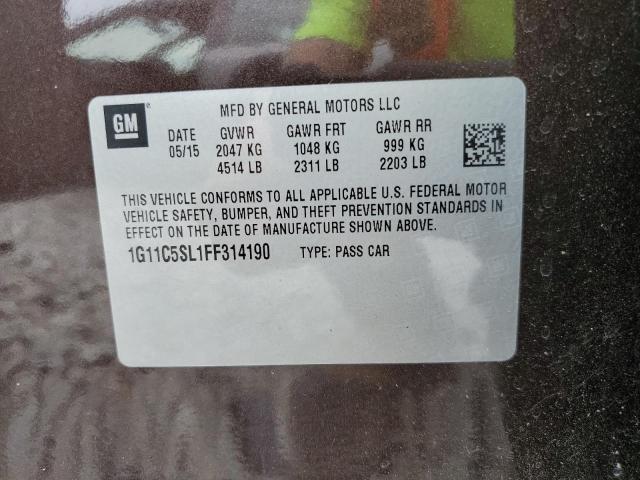 GM
MFD BY GENERAL MOTORS LLC
DATE GVWR GAWR FRT GAWR RR
05/15 2047 KG 1048 KG 999 KG
4514 LB 2311 LB 2203 LB
THIS VEHICLE CONFORMS TO ALL APPLICABLE U.S. FEDERAL MOTOR
VEHICLE SAFETY, BUMPER, AND THEFT PREVENTION STANDARDS IN
EFFECT ON THE DATE OF MANUFACTURE SHOWN ABOVE.
1G11C5SL1FF314190 TYPE: PASS CAR